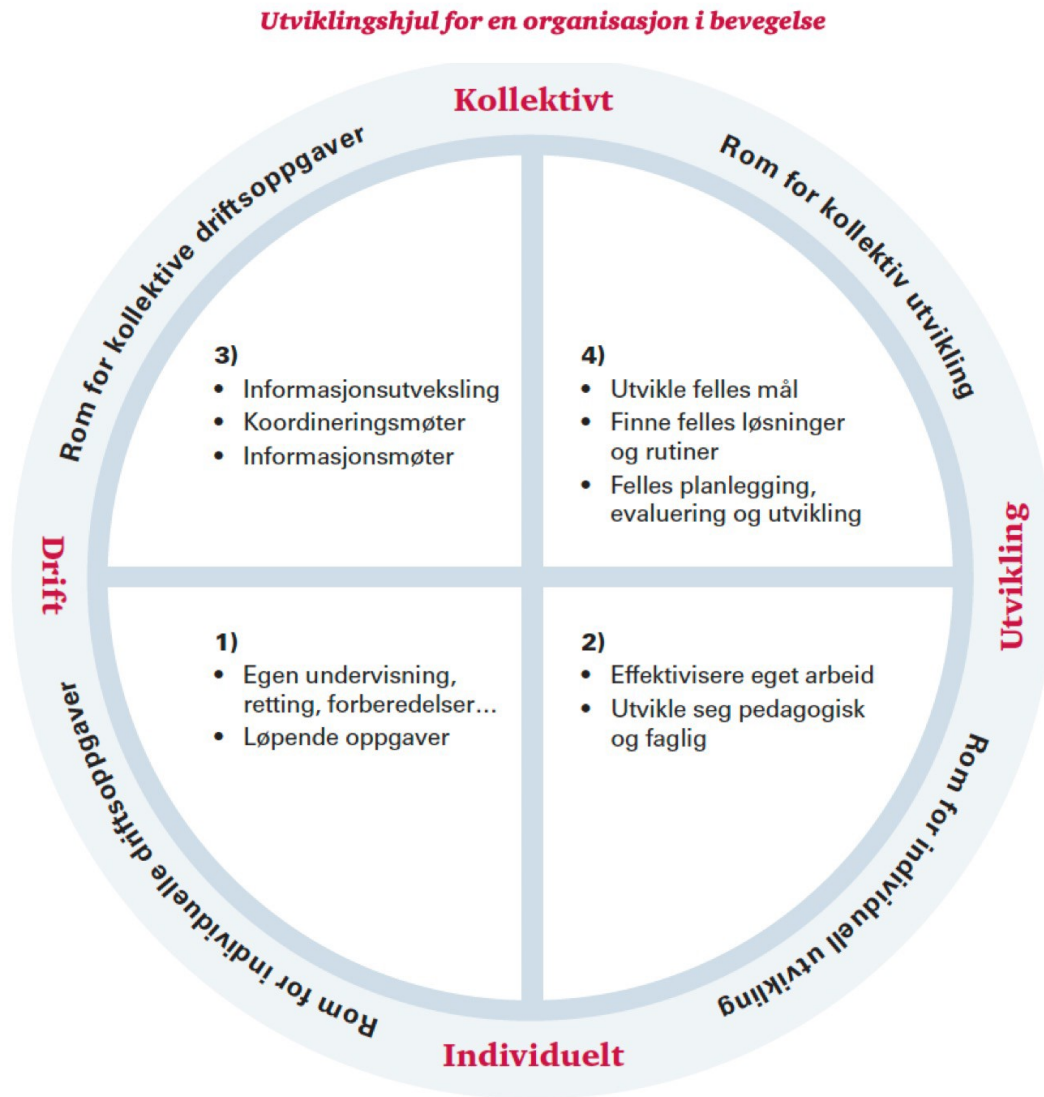 Utviklingshjul for en organisasjon i bevegelse
Kollektivt
Rom for kollektive driftsoppgaver
Rom for kollektiv utvikling
3)
• Informasjonsutveksling
• Koordineringsmøter
• Informasjonsmøter
4)
• Utvikle felles mål
• Finne felles løsninger
og rutiner
• Felles planlegging,
evaluering og utvikling
Drift
Utvikling
1)
• Egen undervisning,
retting, forberedelser…
• Løpende oppgaver
2)
• Effektivisere eget arbeid
• Utvikle seg pedagogisk
og faglig
Rom for individuelle driftsoppgaver
Rom for individuell utvikling
Individuelt